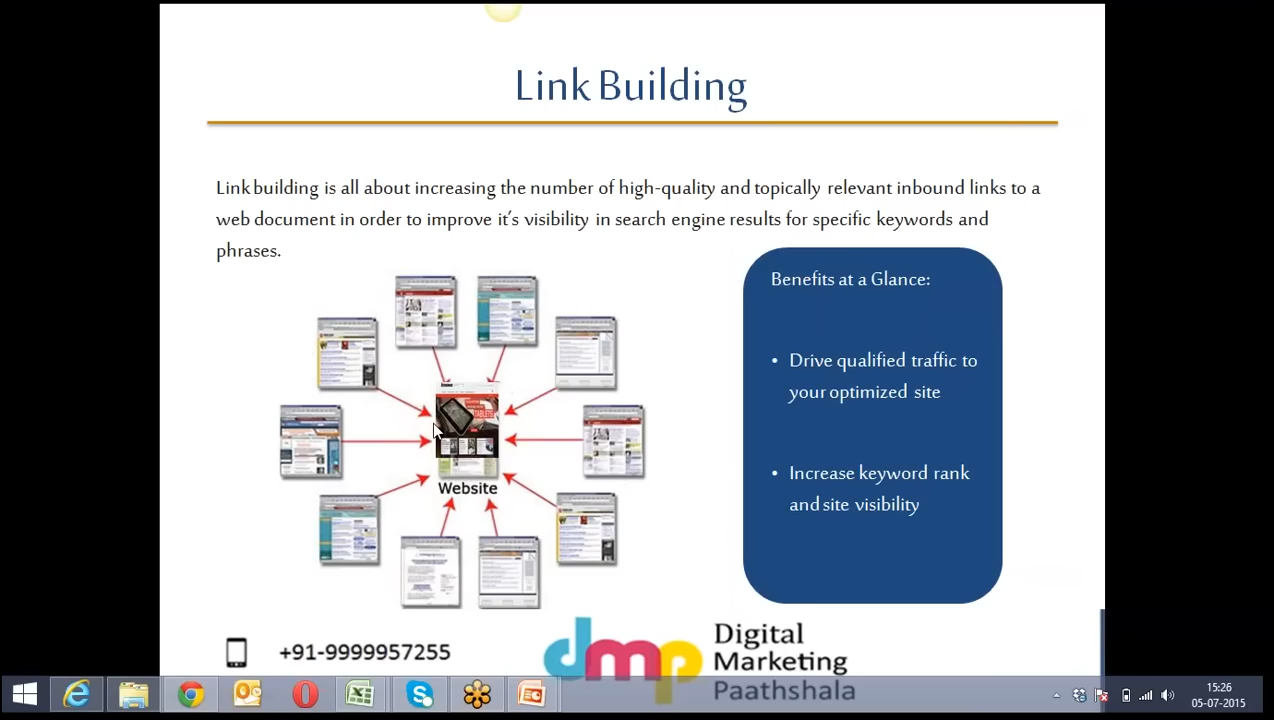 Link Building
Link building is all about increasing the number of high-quality and topically relevant inbound links to a
web document in order to improve it's visibility in search engine results for specific keywords and
phrases.
Benefits at a Glance:
• Drive qualified traffic to
your optimized site
• Increase keyword rank
and site visibility
TABLETS
Website
+91-9999957255
dmp
Digital
Marketing
Paathshala
15:26
05-07-2015